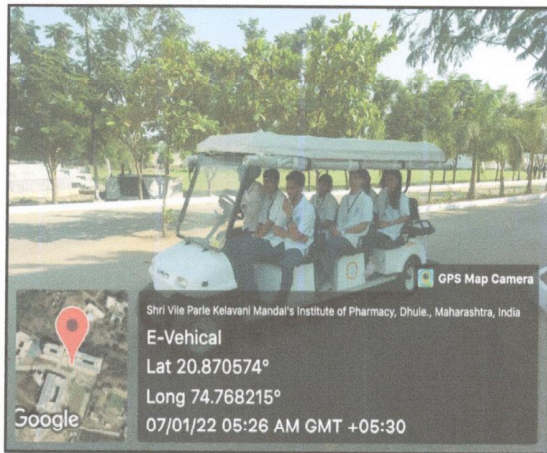 GPS Map Camera
Shri Vile Parle Kelavani Mandal's Institute of Pharmacy, Dhule., Maharashtra, India
E-Vehical
Lat 20.870574°
Long 74.768215°
07/01/22 05:26 AM GMT +05:30
Google